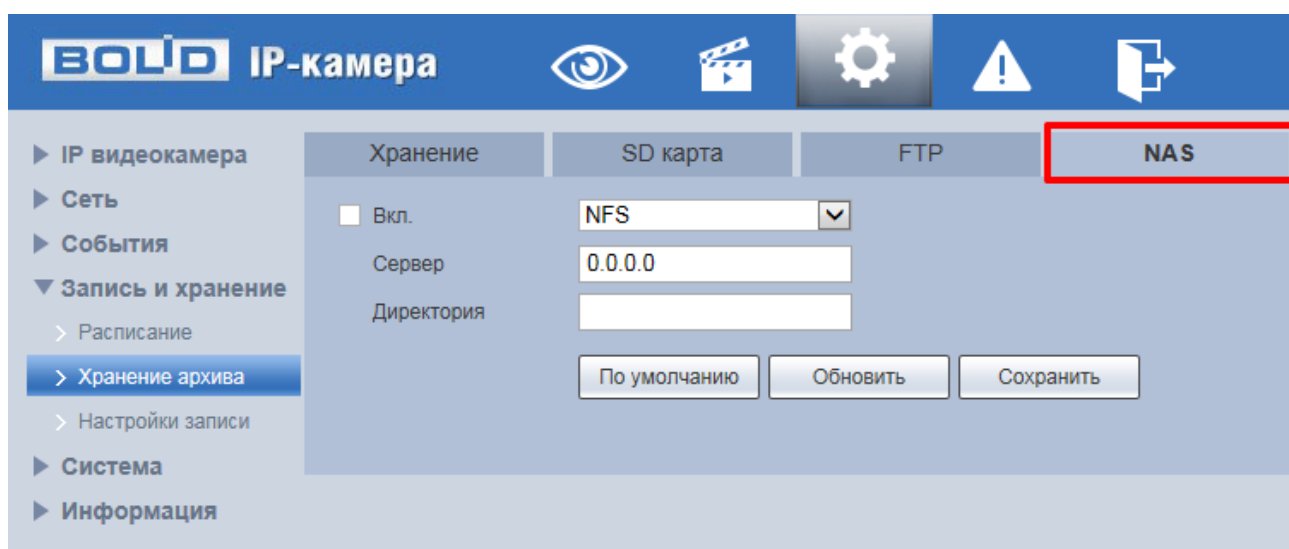 BOLID IP-камера
IP видеокамера
Сеть
События
Запись и хранение
Расписание
Хранение архива
Настройки записи
Система
Информация
Хранение SD карта FTP NAS
Вкл. NFS
Сервер 0.0.0.0
Директория
По умолчанию Обновить Сохранить